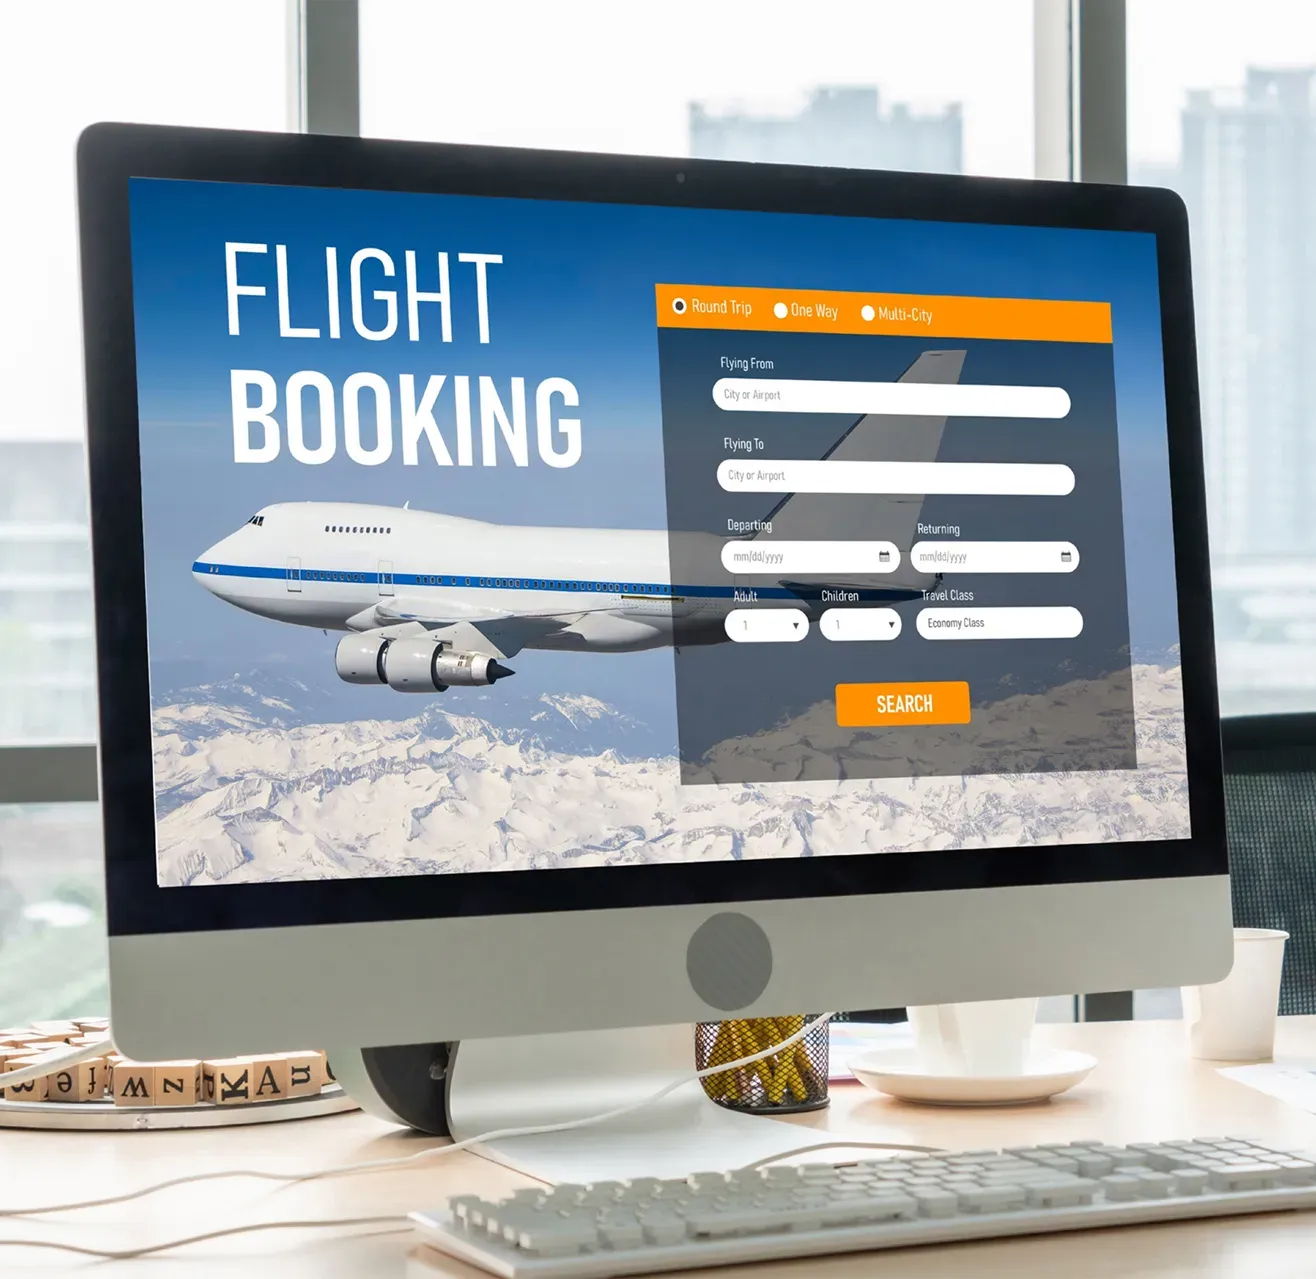 FLIGHT
BOOKING
Round Trip One Way Multi-City
Flying From
City or Airport
Flying To
City or Airport
Departing Returning
mm/dd/yyyy mm/dd/yyyy
Adult Children Travel Class
1 1 Economy Class
SEARCH
f w z K A n